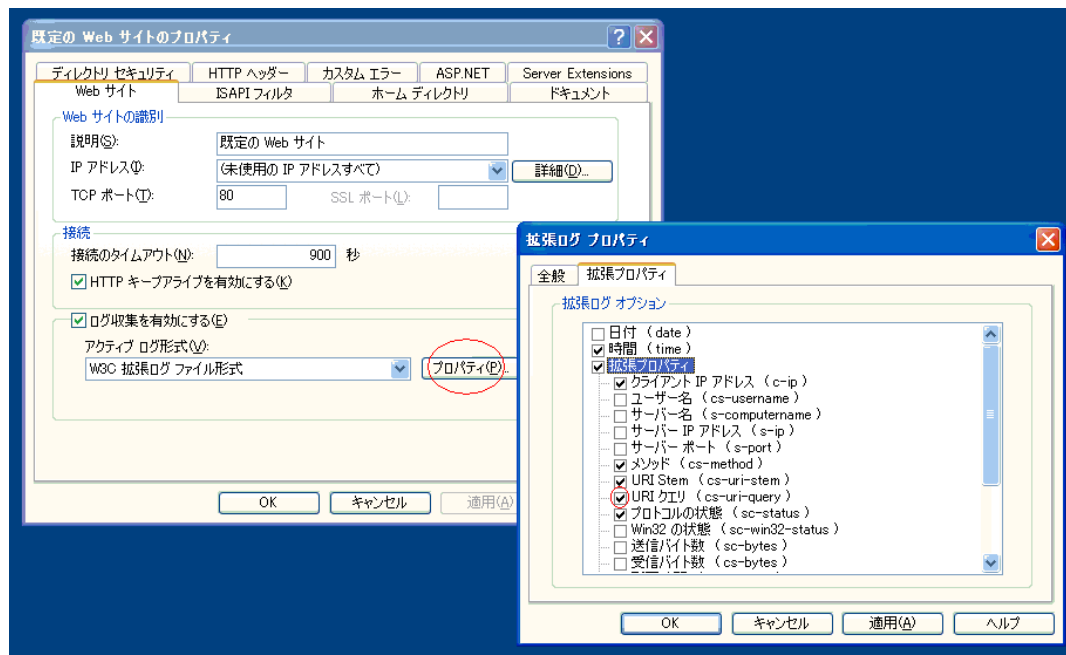 既定の Web サイトのプロパティ
ディレクトリ セキュリティ HTTP ヘッダー カスタム エラー ASP.NET Server Extensions
Web サイト ISAPI フィルタ ホーム ディレクトリ ドキュメント
Web サイトの識別
説明(S): 既定の Web サイト
IP アドレス(I): (未使用の IP アドレスすべて) 詳細(D)...
TCP ポート(T): 80 SSL ポート(L):
接続
接続のタイムアウト(N): 900 秒
HTTP キープアライブを有効にする(K)
ログ収集を有効にする(E)
アクティブ ログ形式(V):
W3C 拡張ログ ファイル形式 プロパティ(P)...
OK キャンセル 適用(A)
拡張ログ プロパティ
全般 拡張プロパティ
拡張ログ オプション
日付 ( date )
時間 ( time )
拡張プロパティ
クライアント IP アドレス ( c-ip )
ユーザー名 ( cs-username )
サーバー名 ( s-computername )
サーバー IP アドレス ( s-ip )
サーバー ポート ( s-port )
メソッド ( cs-method )
URI Stem ( cs-uri-stem )
URI クエリ ( cs-uri-query )
プロトコルの状態 ( sc-status )
Win32 の状態 ( sc-win32-status )
送信バイト数 ( sc-bytes )
受信バイト数 ( cs-bytes )
OK キャンセル 適用(A) ヘルプ